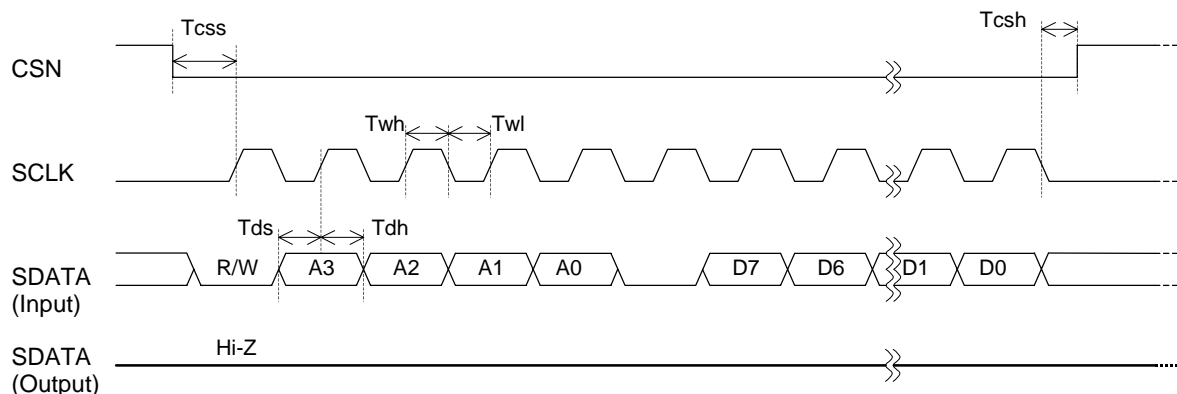 Tcss
Tcsh
CSN
Twh
Twl
SCLK
Tds
Tdh
R/W
A3
A2
A1
A0
D7
D6
D1
D0
SDATA
(Input)
Hi-Z
SDATA
(Output)